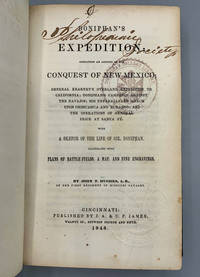 Philosophian
Society
DONIPHAN'S
EXPEDITION
CONTAINING AN ACCOUNT OF THE
CONQUEST OF NEW MEXICO;
GENERAL KEARNEY'S OVERLAND EXPEDITION TO
CALIFORNIA; DONIPHAN'S CAMPAIGN AGAINST
THE NAVAJOS; HIS UNPARALLELED MARCH
UPON CHIHUAHUA AND DURANGO; AND
THE OPERATIONS OF GENERAL
PRICE AT SANTA FE.
WITH
A SKETCH OF THE LIFE OF COL. DONIPHAN.
ILLUSTRATED WITH
PLANS OF BATTLE-FIELDS, A MAP, AND FINE ENGRAVINGS.
BY JOHN T. HUGHES, A.B.,
OF THE FIRST REGIMENT OF MISSOURI CAVALRY.
CINCINNATI:
PUBLISHED BY J. A. & U. P. JAMES,
WALNUT ST., BETWEEN FOURTH AND FIFTH.
1848.